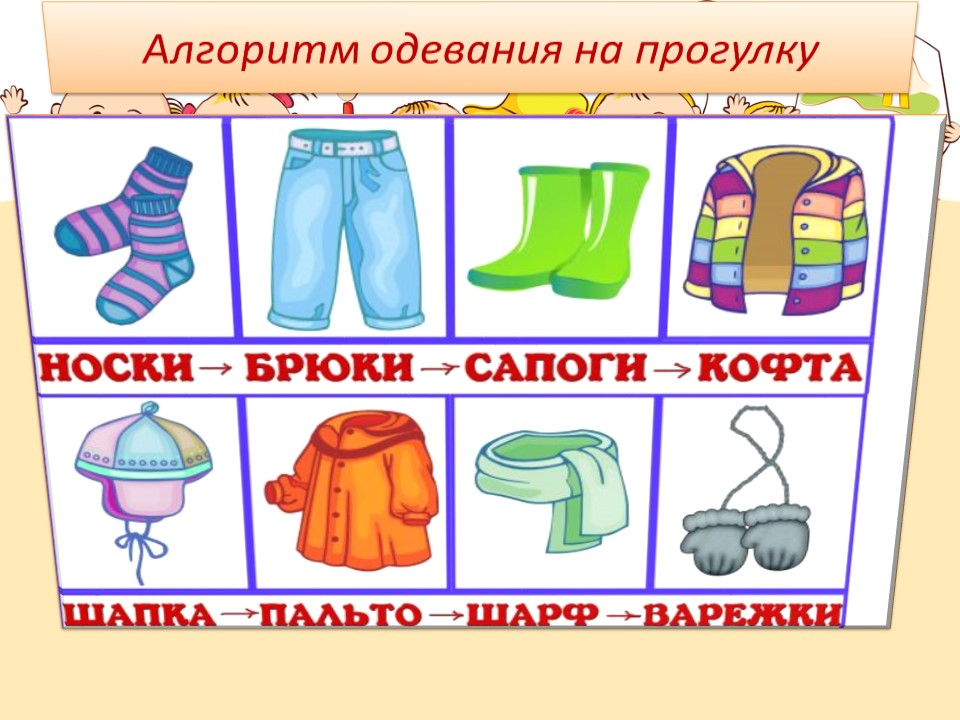 Алгоритм одевания на прогулку
НОСКИ → БРЮКИ → САПОГИ → КОФТА
ШАПКА → ПАЛЬТО → ШАРФ → ВАРЕЖКИ